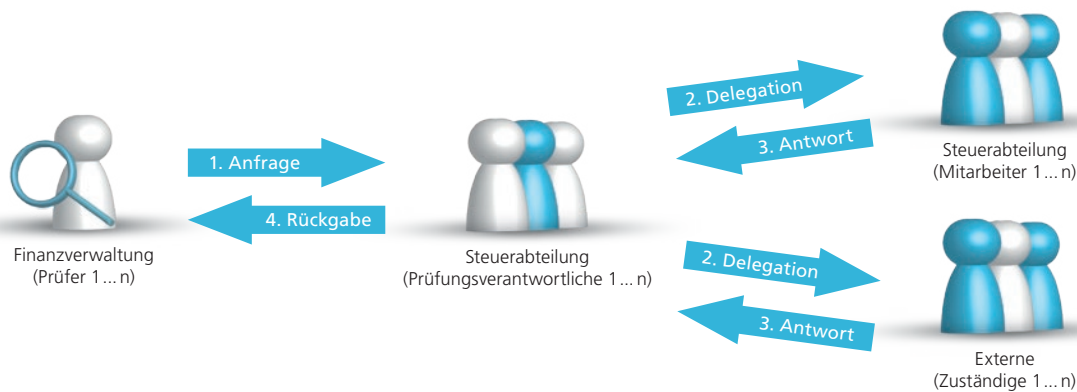 1. Anfrage
4. Rückgabe
Finanzverwaltung
(Prüfer 1 ... n)
Steuerabteilung
(Prüfungsverantwortliche 1 ... n)
2. Delegation
3. Antwort
Steuerabteilung
(Mitarbeiter 1 ... n)
2. Delegation
3. Antwort
Externe
(Zuständige 1 ... n)